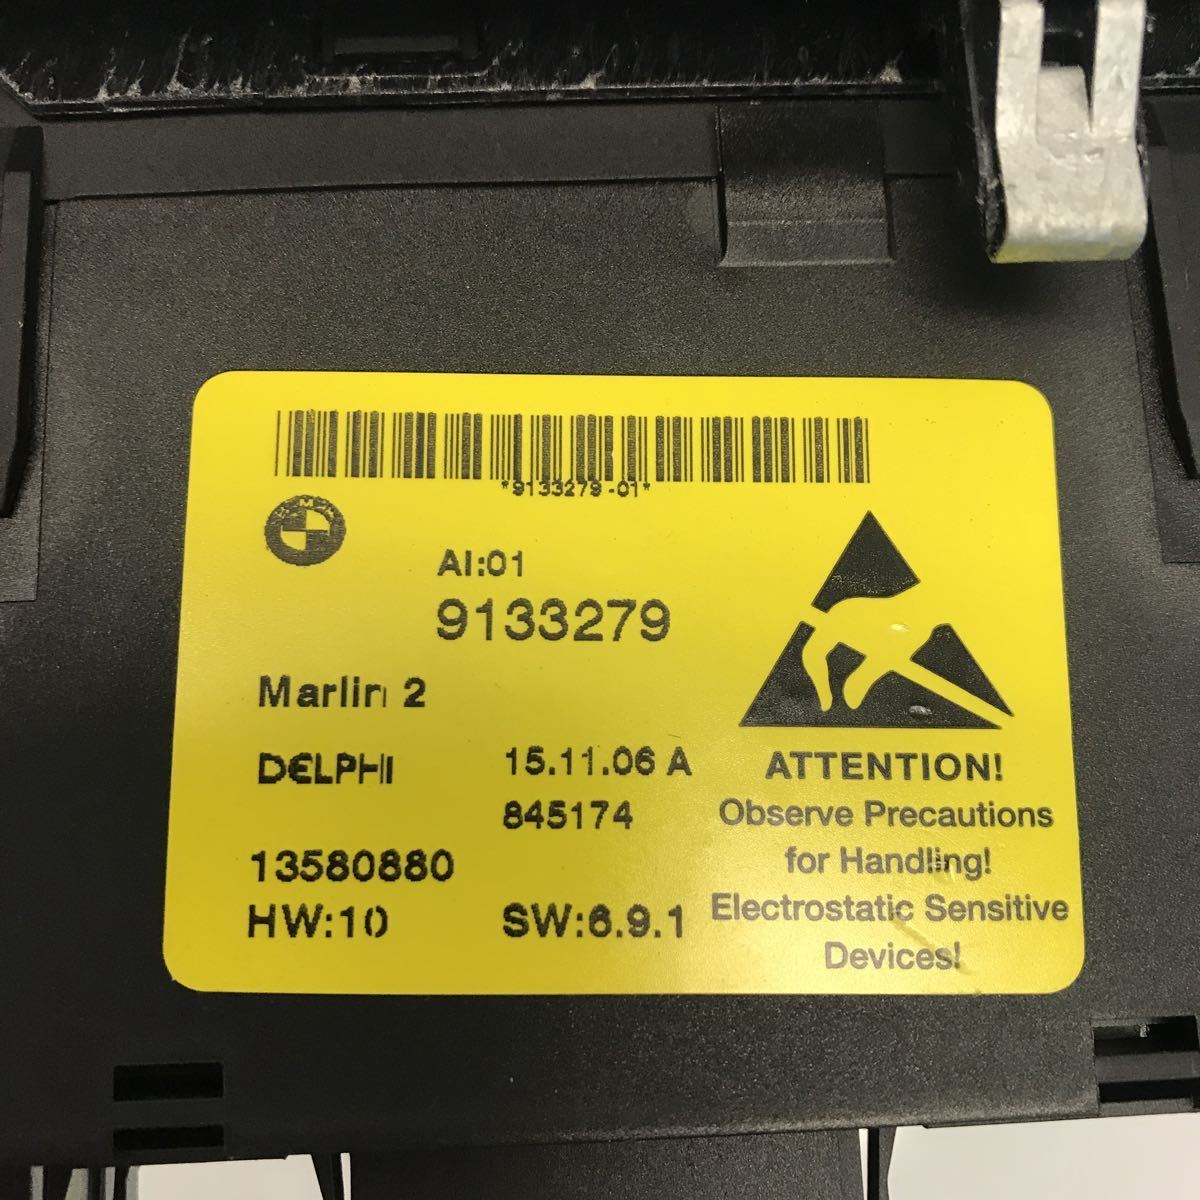 *9133279-01*
BMW
AI:01
9133279
Marlin 2
DELPHI
15.11.06 A
845174
13580880
HW:10
SW:6.9.1
ATTENTION!
Observe Precautions
for Handling!
Electrostatic Sensitive
Devices!